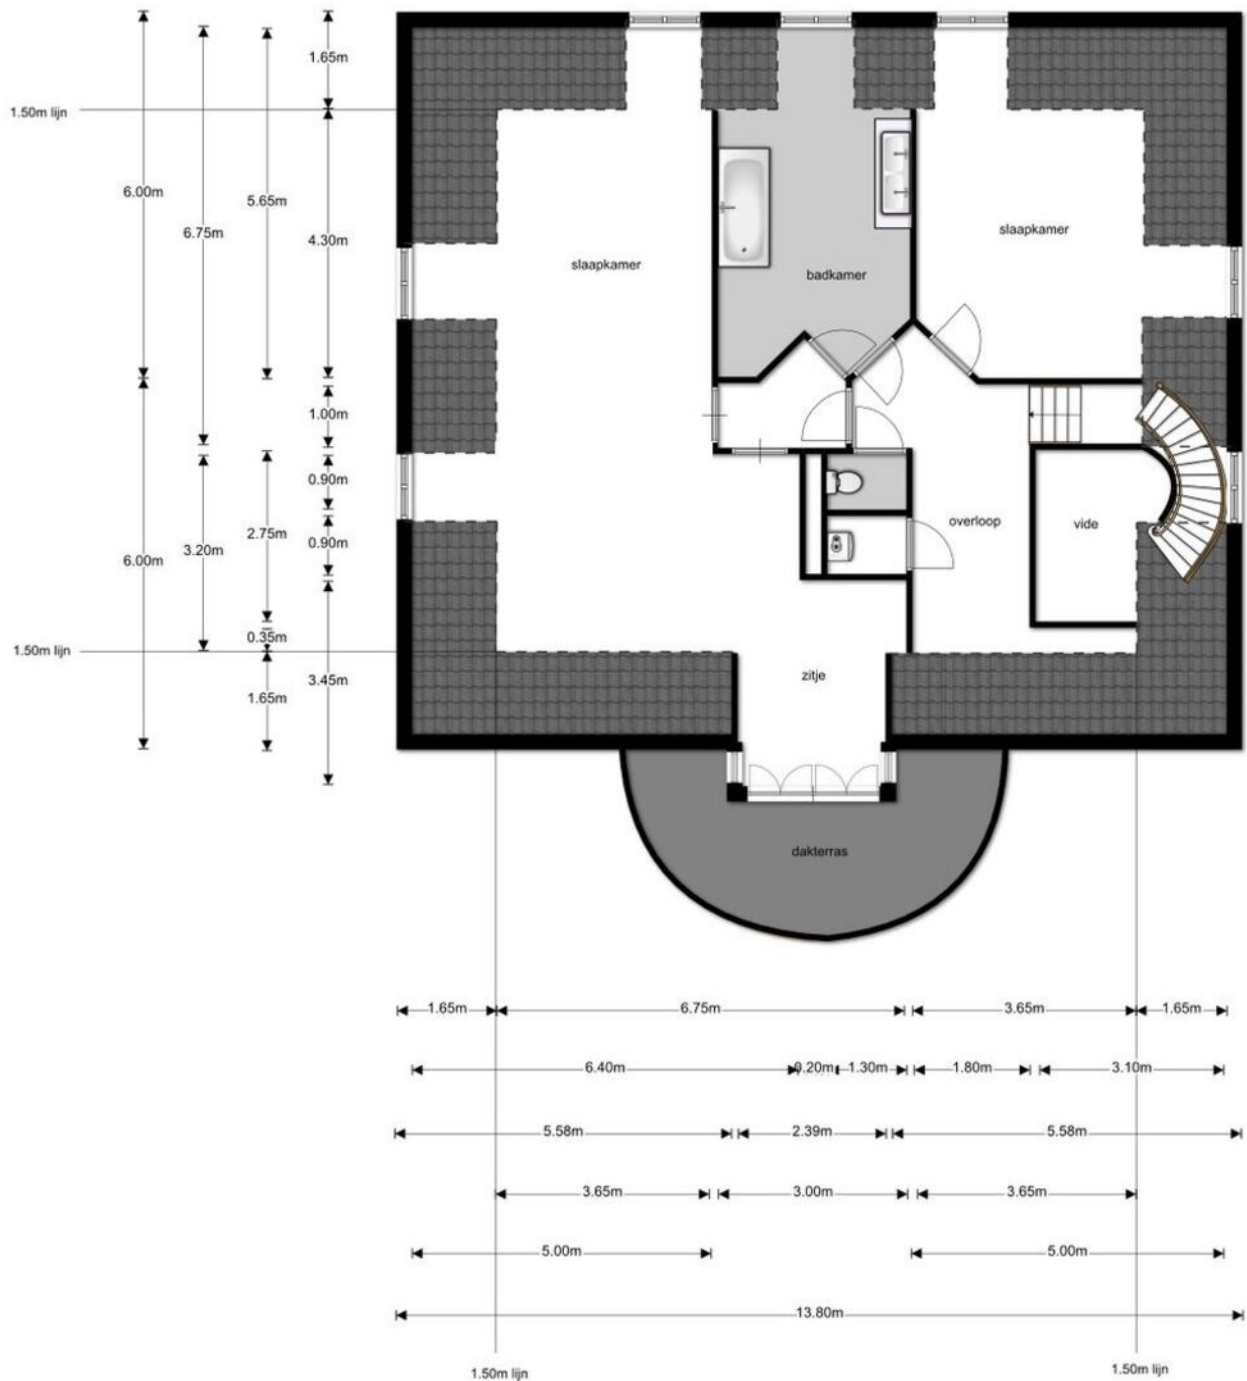 1.65m
1.50m lijn
6.00m
6.75m
5.65m
4.30m
slaapkamer
badkamer
slaapkamer
1.00m
0.90m
6.00m
3.20m
2.75m
0.90m
overloop
vide
0.35m
1.50m lijn
1.65m
3.45m
zitje
dakterras
1.65m
6.75m
3.65m
1.65m
6.40m
0.20m
1.30m
1.80m
3.10m
5.58m
2.39m
5.58m
3.65m
3.00m
3.65m
5.00m
5.00m
13.80m
1.50m lijn
1.50m lijn